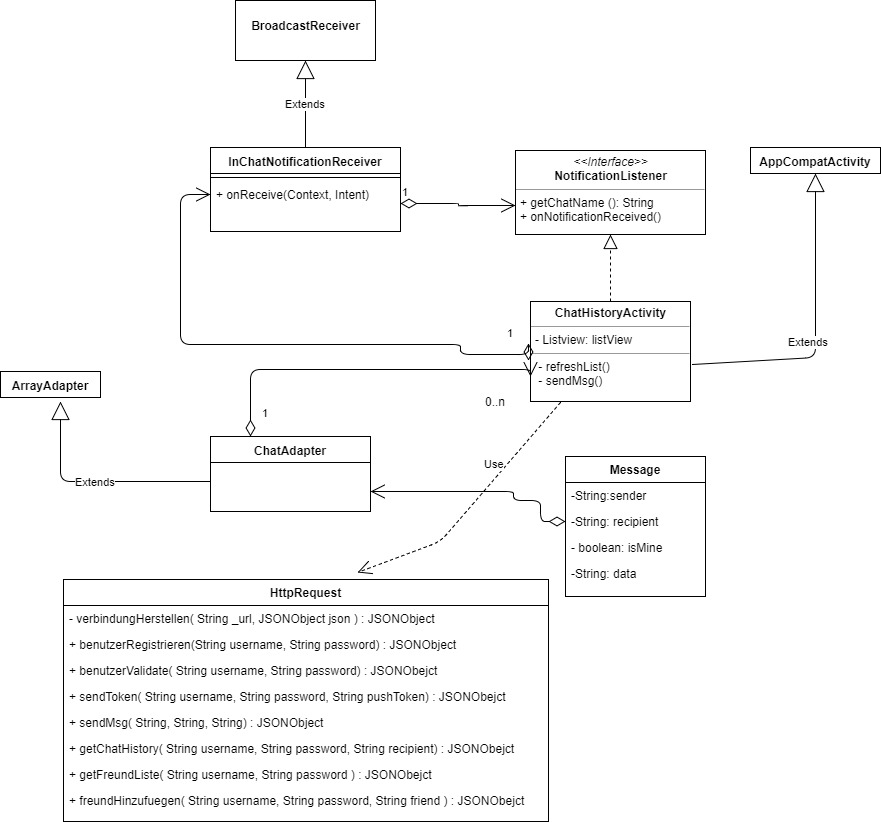 BroadcastReceiver
Extends
InChatNotificationReceiver
+ onReceive(Context, Intent)
1
<<Interface>>
NotificationListener
+ getChatName (): String
+ onNotificationReceived()
AppCompatActivity
ChatHistoryActivity
- Listview: listView
- refreshList()
- sendMsg()
1
Extends
ArrayAdapter
1
0..n
ChatAdapter
Extends
Use
Message
-String:sender
-String: recipient
- boolean: isMine
-String: data
HttpRequest
- verbindungHerstellen( String _url, JSONObject json ) : JSONObject
+ benutzerRegistrieren(String username, String password) : JSONObject
+ benutzerValidate( String username, String password) : JSONObejct
+ sendToken( String username, String password, String pushToken) : JSONObejct
+ sendMsg( String, String, String) : JSONObject
+ getChatHistory( String username, String password, String recipient) : JSONObejct
+ getFreundListe( String username, String password ) : JSONObejct
+ freundHinzufuegen( String username, String password, String friend ) : JSONObejct